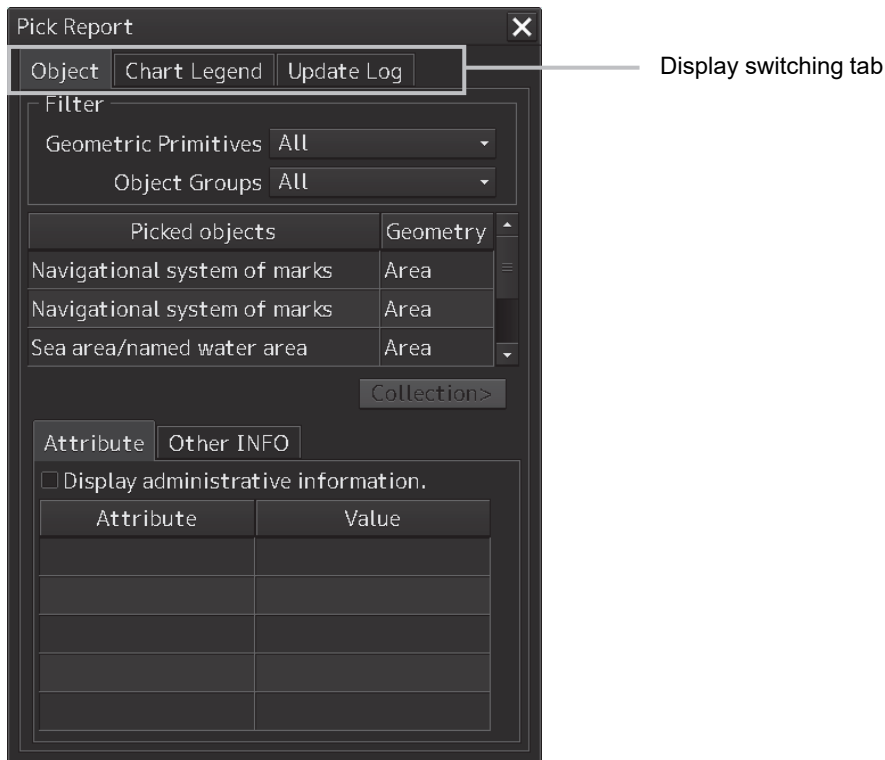 Pick Report
Object Chart Legend Update Log
Display switching tab
Filter
Geometric Primitives All
Object Groups All
Picked objects Geometry
Navigational system of marks Area
Navigational system of marks Area
Sea area/named water area Area
Collection>
Attribute Other INFO
Display administrative information.
Attribute Value